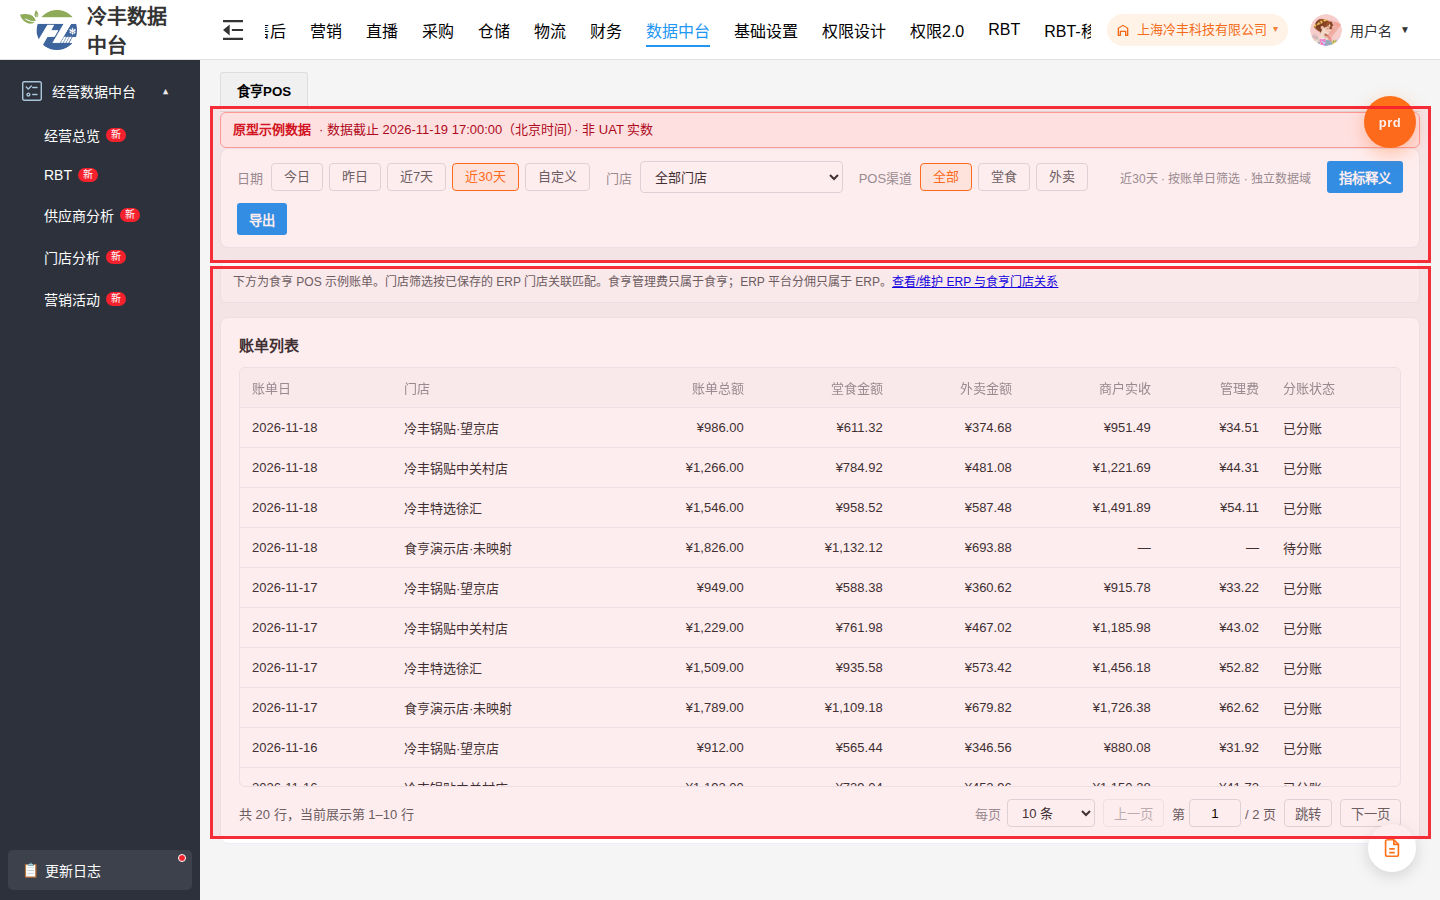 冷丰数据中台
售后 营销 直播 采购 仓储 物流 财务 数据中台 基础设置 权限设计 权限2.0 RBT RBT-移
上海冷丰科技有限公司 ▾
用户名 ▼
经营数据中台 ▲
经营总览 新
RBT 新
供应商分析 新
门店分析 新
营销活动 新
更新日志
食亨POS
prd
原型示例数据 · 数据截止 2026-11-19 17:00:00（北京时间）· 非 UAT 实数
日期 今日 昨日 近7天 近30天 自定义 门店 全部门店 POS渠道 全部 堂食 外卖 近30天 · 按账单日筛选 · 独立数据域 指标释义
导出
下方为食亨 POS 示例账单。门店筛选按已保存的 ERP 门店关联匹配。食亨管理费只属于食亨；ERP 平台分佣只属于 ERP。查看/维护 ERP 与食亨门店关系
账单列表
账单日 门店 账单总额 堂食金额 外卖金额 商户实收 管理费 分账状态
2026-11-18 冷丰锅贴·望京店 ¥986.00 ¥611.32 ¥374.68 ¥951.49 ¥34.51 已分账
2026-11-18 冷丰锅贴中关村店 ¥1,266.00 ¥784.92 ¥481.08 ¥1,221.69 ¥44.31 已分账
2026-11-18 冷丰特选徐汇 ¥1,546.00 ¥958.52 ¥587.48 ¥1,491.89 ¥54.11 已分账
2026-11-18 食亨演示店·未映射 ¥1,826.00 ¥1,132.12 ¥693.88 — — 待分账
2026-11-17 冷丰锅贴·望京店 ¥949.00 ¥588.38 ¥360.62 ¥915.78 ¥33.22 已分账
2026-11-17 冷丰锅贴中关村店 ¥1,229.00 ¥761.98 ¥467.02 ¥1,185.98 ¥43.02 已分账
2026-11-17 冷丰特选徐汇 ¥1,509.00 ¥935.58 ¥573.42 ¥1,456.18 ¥52.82 已分账
2026-11-17 食亨演示店·未映射 ¥1,789.00 ¥1,109.18 ¥679.82 ¥1,726.38 ¥62.62 已分账
2026-11-16 冷丰锅贴·望京店 ¥912.00 ¥565.44 ¥346.56 ¥880.08 ¥31.92 已分账
共 20 行，当前展示第 1–10 行 每页 10 条 上一页 第 1 / 2 页 跳转 下一页